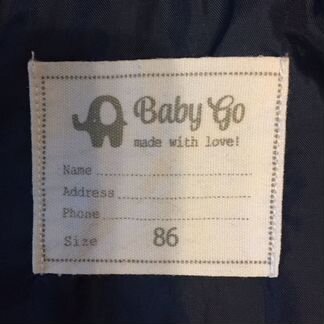 Baby Go
made with love!
Name
Address
Phone
Size 86